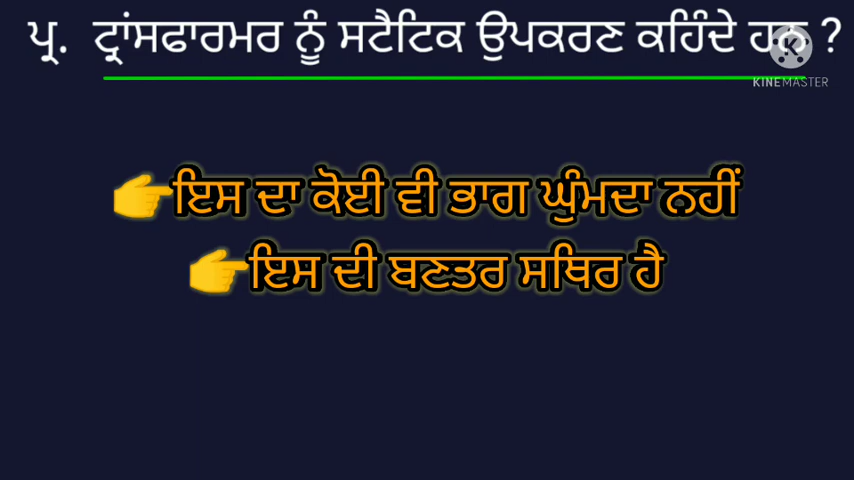 ਪ੍ਰ. ਟ੍ਰਾਂਸਫਾਰਮਰ ਨੂੰ ਸਟੈਟਿਕ ਉਪਕਰਣ ਕਹਿੰਦੇ ਹਨ ?
K
KINEMASTER
👉ਇਸ ਦਾ ਕੋਈ ਵੀ ਭਾਗ ਘੁੰਮਦਾ ਨਹੀਂ
👉ਇਸ ਦੀ ਬਣਤਰ ਸਥਿਰ ਹੈ